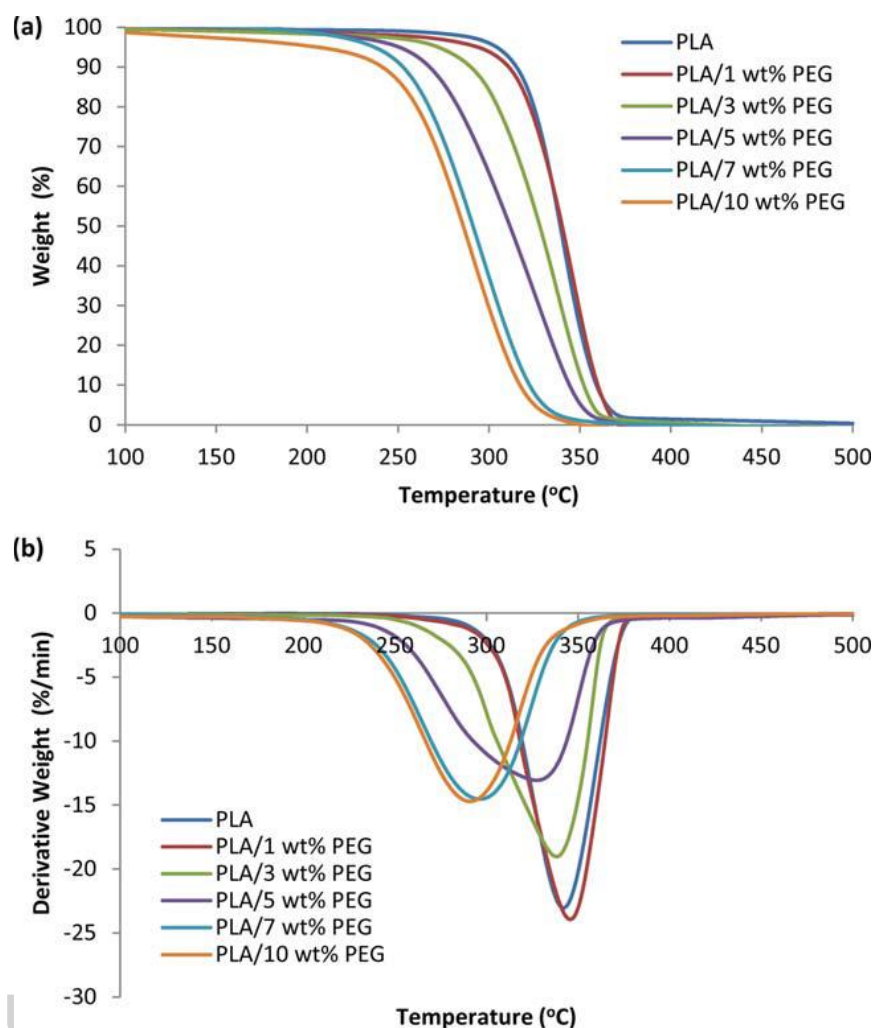 (a)
100
90
80
70
60
50
40
30
20
10
0
Weight (%)
PLA
PLA/1 wt% PEG
PLA/3 wt% PEG
PLA/5 wt% PEG
PLA/7 wt% PEG
PLA/10 wt% PEG
100 150 200 250 300 350 400 450 500
Temperature (°C)
(b)
5
0
-5
-10
-15
-20
-25
-30
Derivative Weight (%/min)
100 150 200 250 300 350 400 450 500
PLA
PLA/1 wt% PEG
PLA/3 wt% PEG
PLA/5 wt% PEG
PLA/7 wt% PEG
PLA/10 wt% PEG
Temperature (°C)